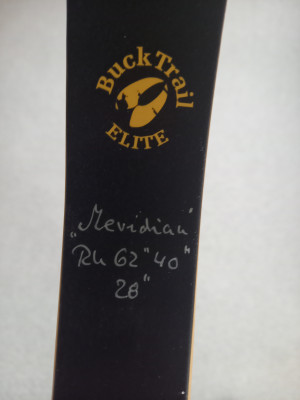 BuckTrail
ELITE
„Meridian"
RH 62" 40"
28"